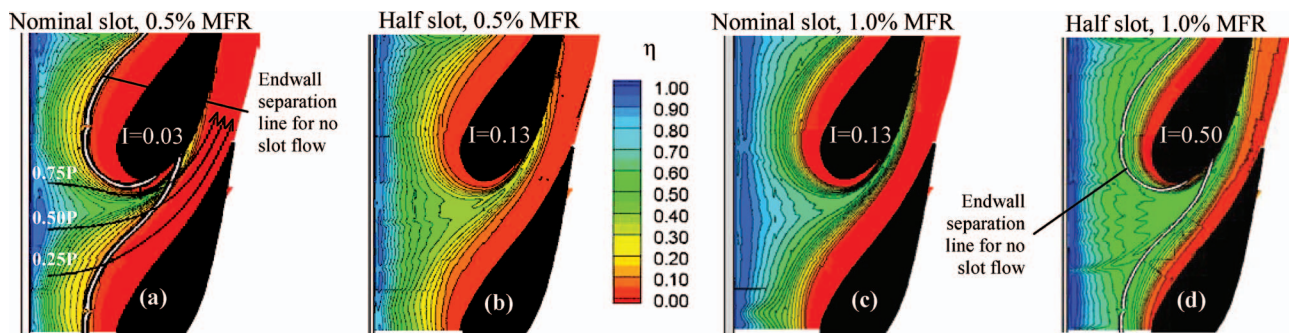 Nominal slot, 0.5% MFR
Half slot, 0.5% MFR
Nominal slot, 1.0% MFR
Half slot, 1.0% MFR
Endwall
separation
line for no
slot flow
I=0.03
0.75P
0.50P
0.25P
(a)
I=0.13
(b)
η
1.00
0.90
0.80
0.70
0.60
0.50
0.40
0.30
0.20
0.10
0.00
I=0.13
(c)
I=0.50
Endwall
separation
line for no
slot flow
(d)